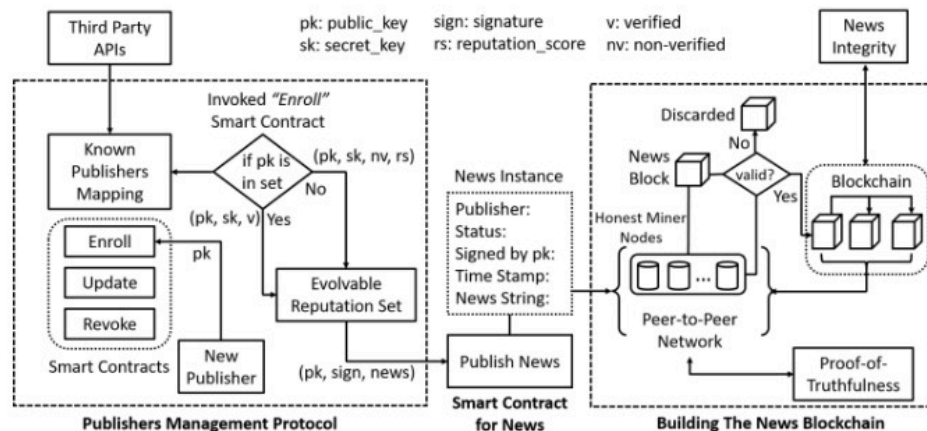 pk: public_key
sign: signature
v: verified
sk: secret_key
rs: reputation_score
nv: non-verified
Third Party
APIs
News
Integrity
Invoked "Enroll"
Smart Contract
Known
Publishers
Mapping
if pk is
in set
(pk, sk, nv, rs)
No
(pk, sk, v)
Yes
Enroll
pk
Update
Revoke
Smart Contracts
New
Publisher
Evolvable
Reputation Set
(pk, sign, news)
Publishers Management Protocol
News Instance
Publisher:
Status:
Signed by pk:
Time Stamp:
News String:
Publish News
Smart Contract
for News
Discarded
No
News
Block
valid?
Yes
Blockchain
Honest Miner
Nodes
...
Peer-to-Peer
Network
Proof-of-
Truthfulness
Building The News Blockchain